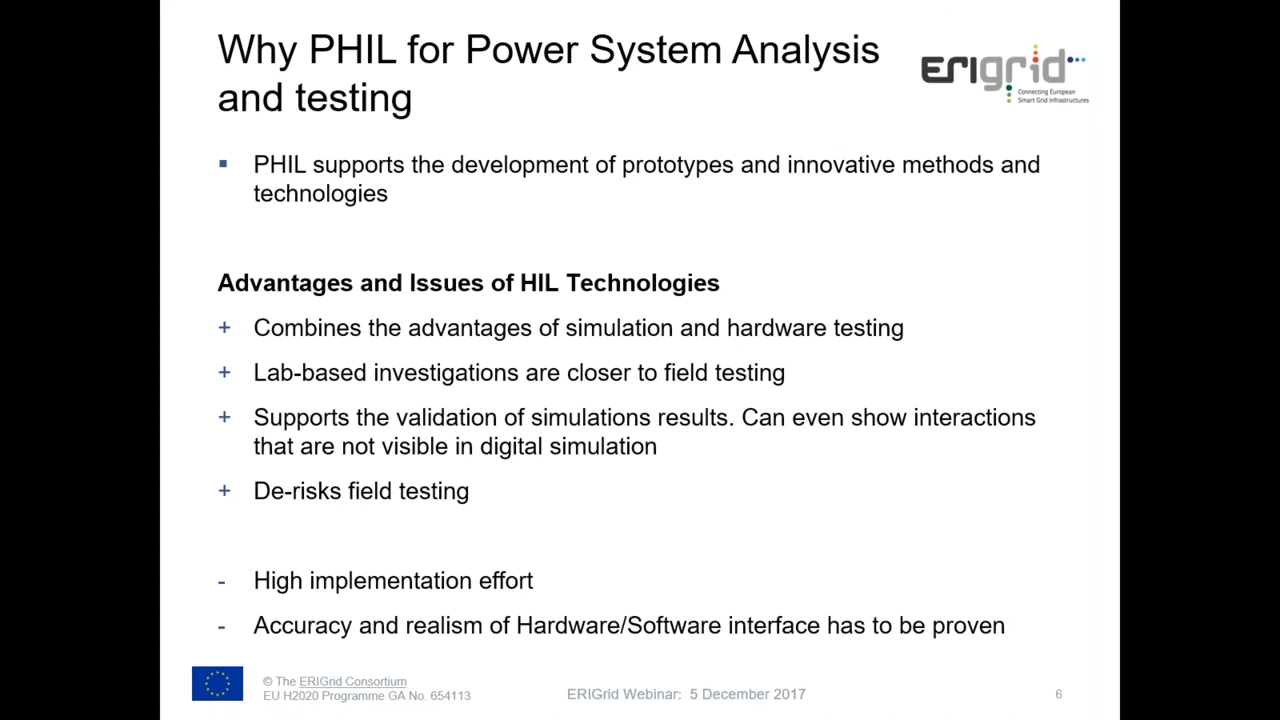 Why PHIL for Power System Analysis
and testing
ERIGrid
Connecting European
Smart Grid Infrastructures
▪ PHIL supports the development of prototypes and innovative methods and
technologies
Advantages and Issues of HIL Technologies
+ Combines the advantages of simulation and hardware testing
+ Lab-based investigations are closer to field testing
+ Supports the validation of simulations results. Can even show interactions
that are not visible in digital simulation
+ De-risks field testing
- High implementation effort
- Accuracy and realism of Hardware/Software interface has to be proven
© The ERIGrid Consortium
EU H2020 Programme GA No. 654113
ERIGrid Webinar: 5 December 2017
6